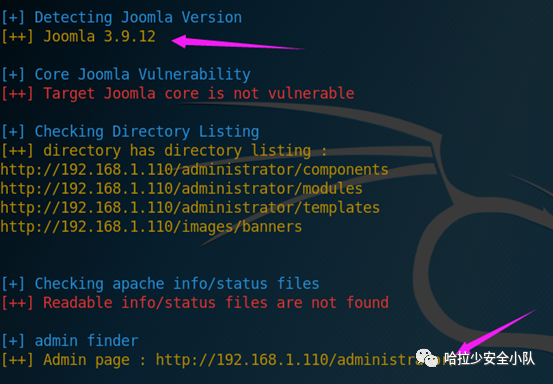 [+] Detecting Joomla Version
[++] Joomla 3.9.12
[+] Core Joomla Vulnerability
[++] Target Joomla core is not vulnerable
[+] Checking Directory Listing
[++] directory has directory listing :
http://192.168.1.110/administrator/components
http://192.168.1.110/administrator/modules
http://192.168.1.110/administrator/templates
http://192.168.1.110/images/banners
[+] Checking apache info/status files
[++] Readable info/status files are not found
[+] admin finder
[++] Admin page : http://192.168.1.110/administrator
哈拉少安全小队